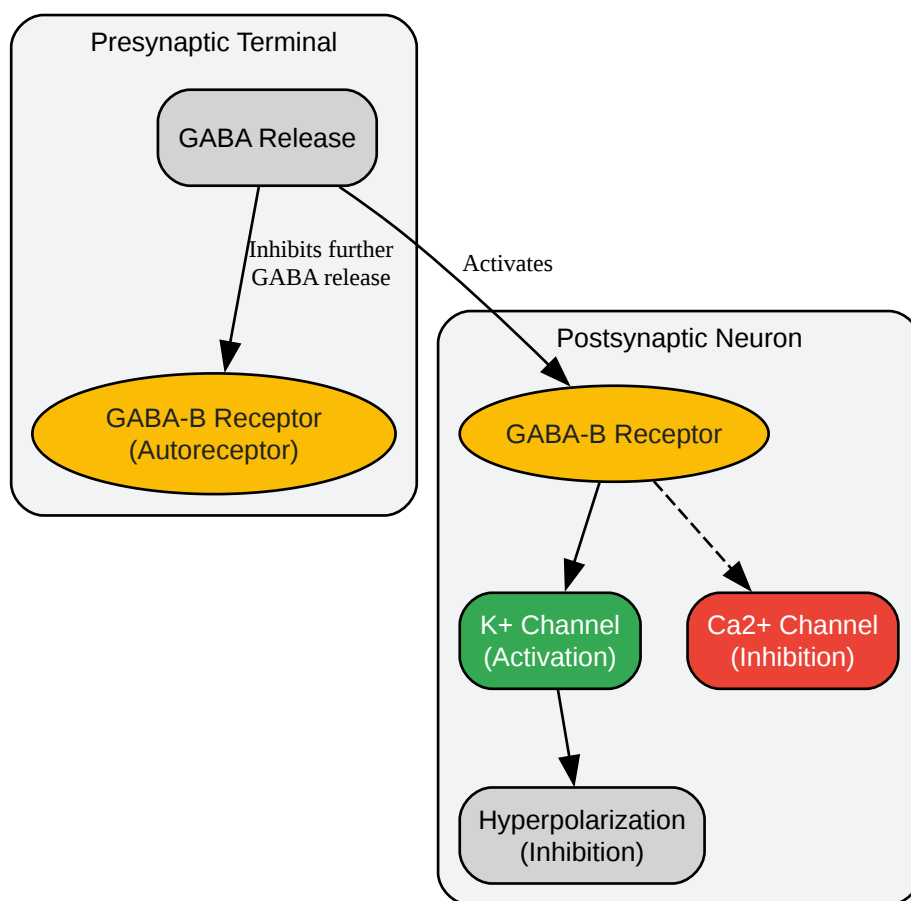 Presynaptic Terminal
GABA Release
Inhibits further
GABA release
Activates
GABA-B Receptor
(Autoreceptor)
Postsynaptic Neuron
GABA-B Receptor
K+ Channel
(Activation)
Ca2+ Channel
(Inhibition)
Hyperpolarization
(Inhibition)